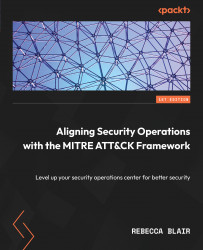 <packt>
1ST EDITION
Aligning Security Operations
with the MITRE ATT&CK Framework
Level up your security operations center for better security
REBECCA BLAIR